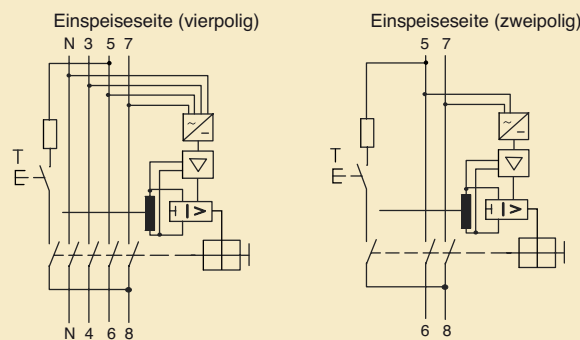 Einspeiseseite (vierpolig)
N 3 5 7
T
E
N 4 6 8
Einspeiseseite (zweipolig)
5 7
T
E
6 8